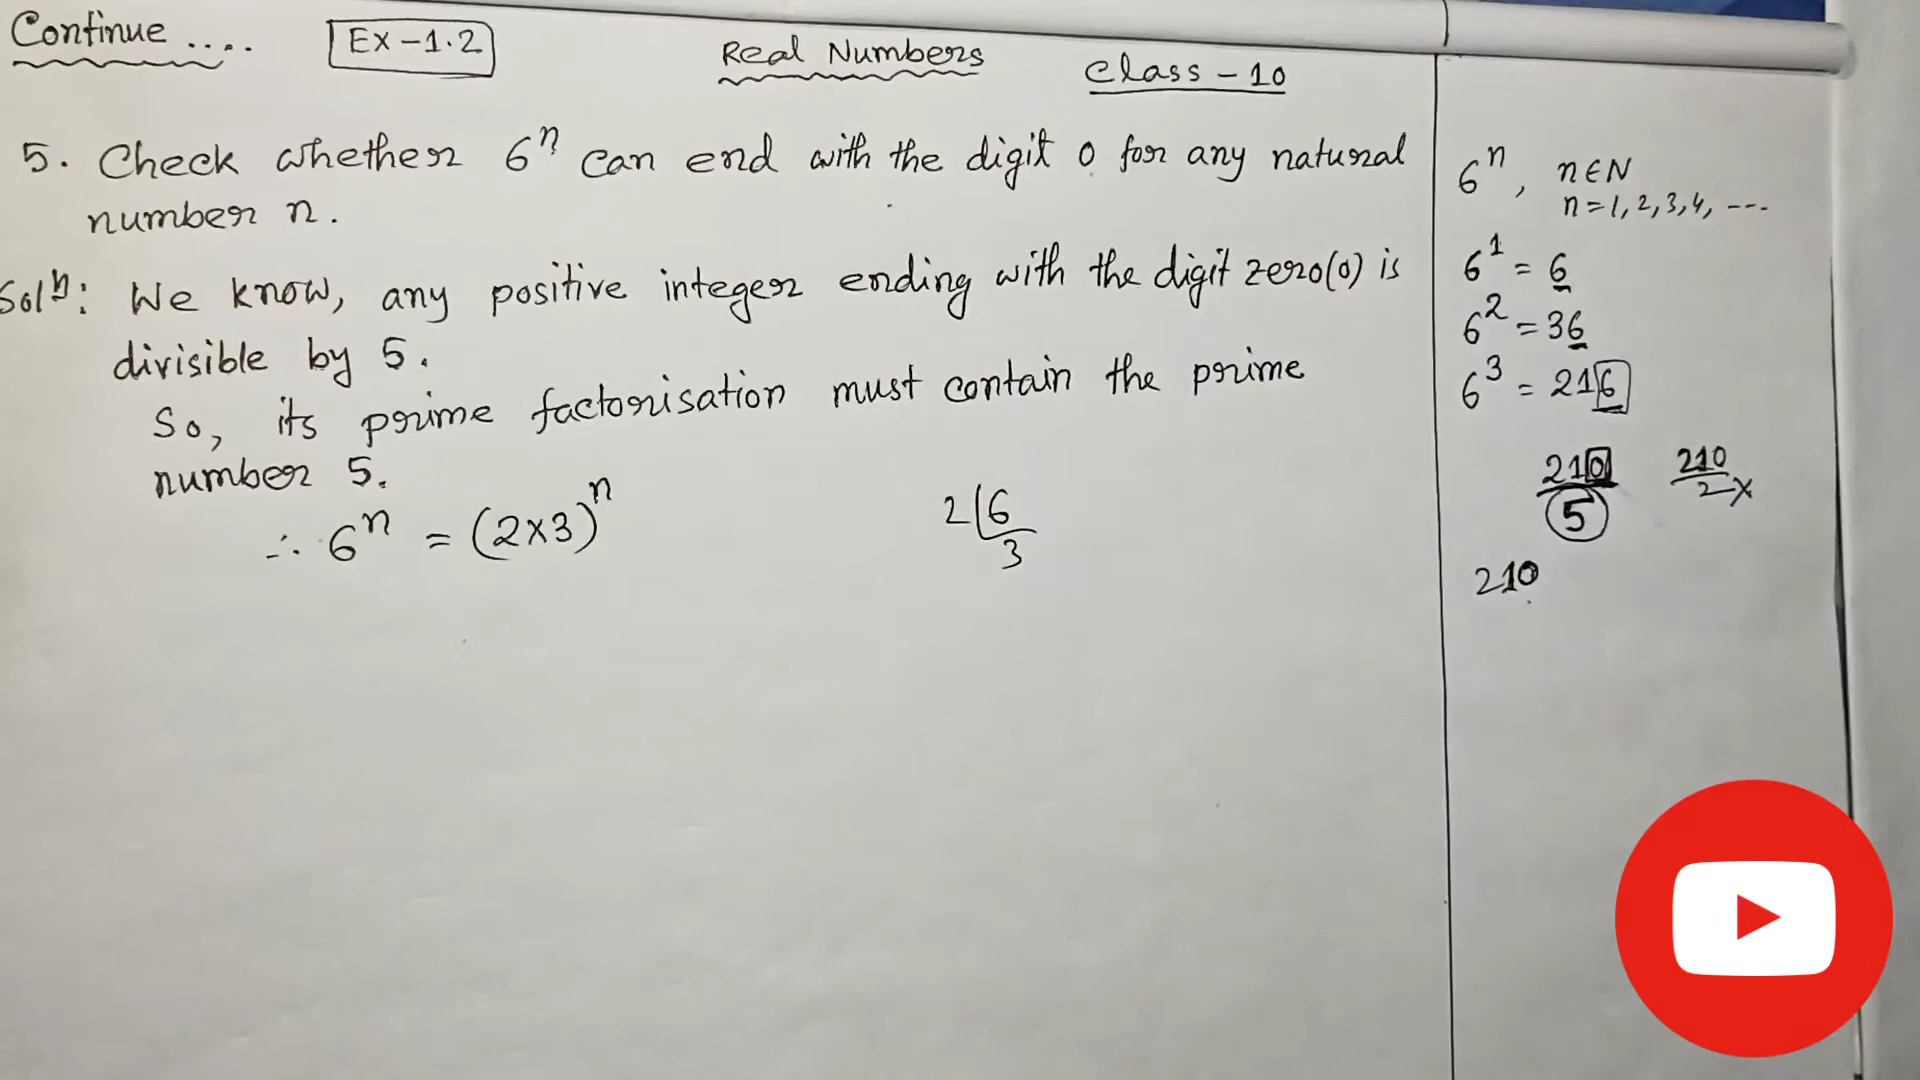 Continue ....
Ex-1.2
Real Numbers
Class - 10
5. Check whether 6ⁿ can end with the digit 0 for any natural
number n.
Solⁿ: We know, any positive integer ending with the digit zero(0) is
divisible by 5.
So, its prime factorisation must contain the prime
number 5.
∴ 6ⁿ = (2×3)ⁿ
2 6
3
6ⁿ, n∈N
n=1, 2, 3, 4, ---.
6¹ = 6
6² = 36
6³ = 216
210
5
210
2 ×
210